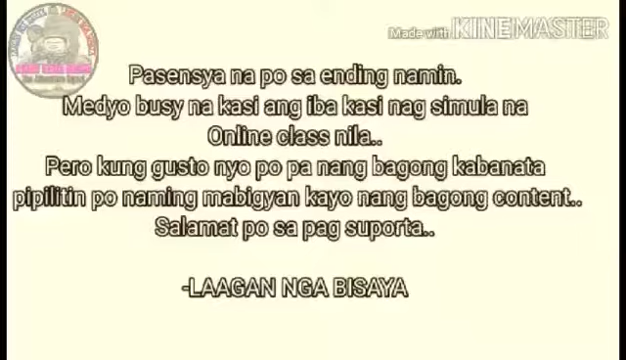 Made with KINEMASTER
Pasensya na po sa ending namin.
Medyo busy na kasi ang iba kasi nag simula na
Online class nila..
Pero kung gusto nyo po pa nang bagong kabanata
pipilitin po naming mabigyan kayo nang bagong content..
Salamat po sa pag suporta..
-LAAGAN NGA BISAYA